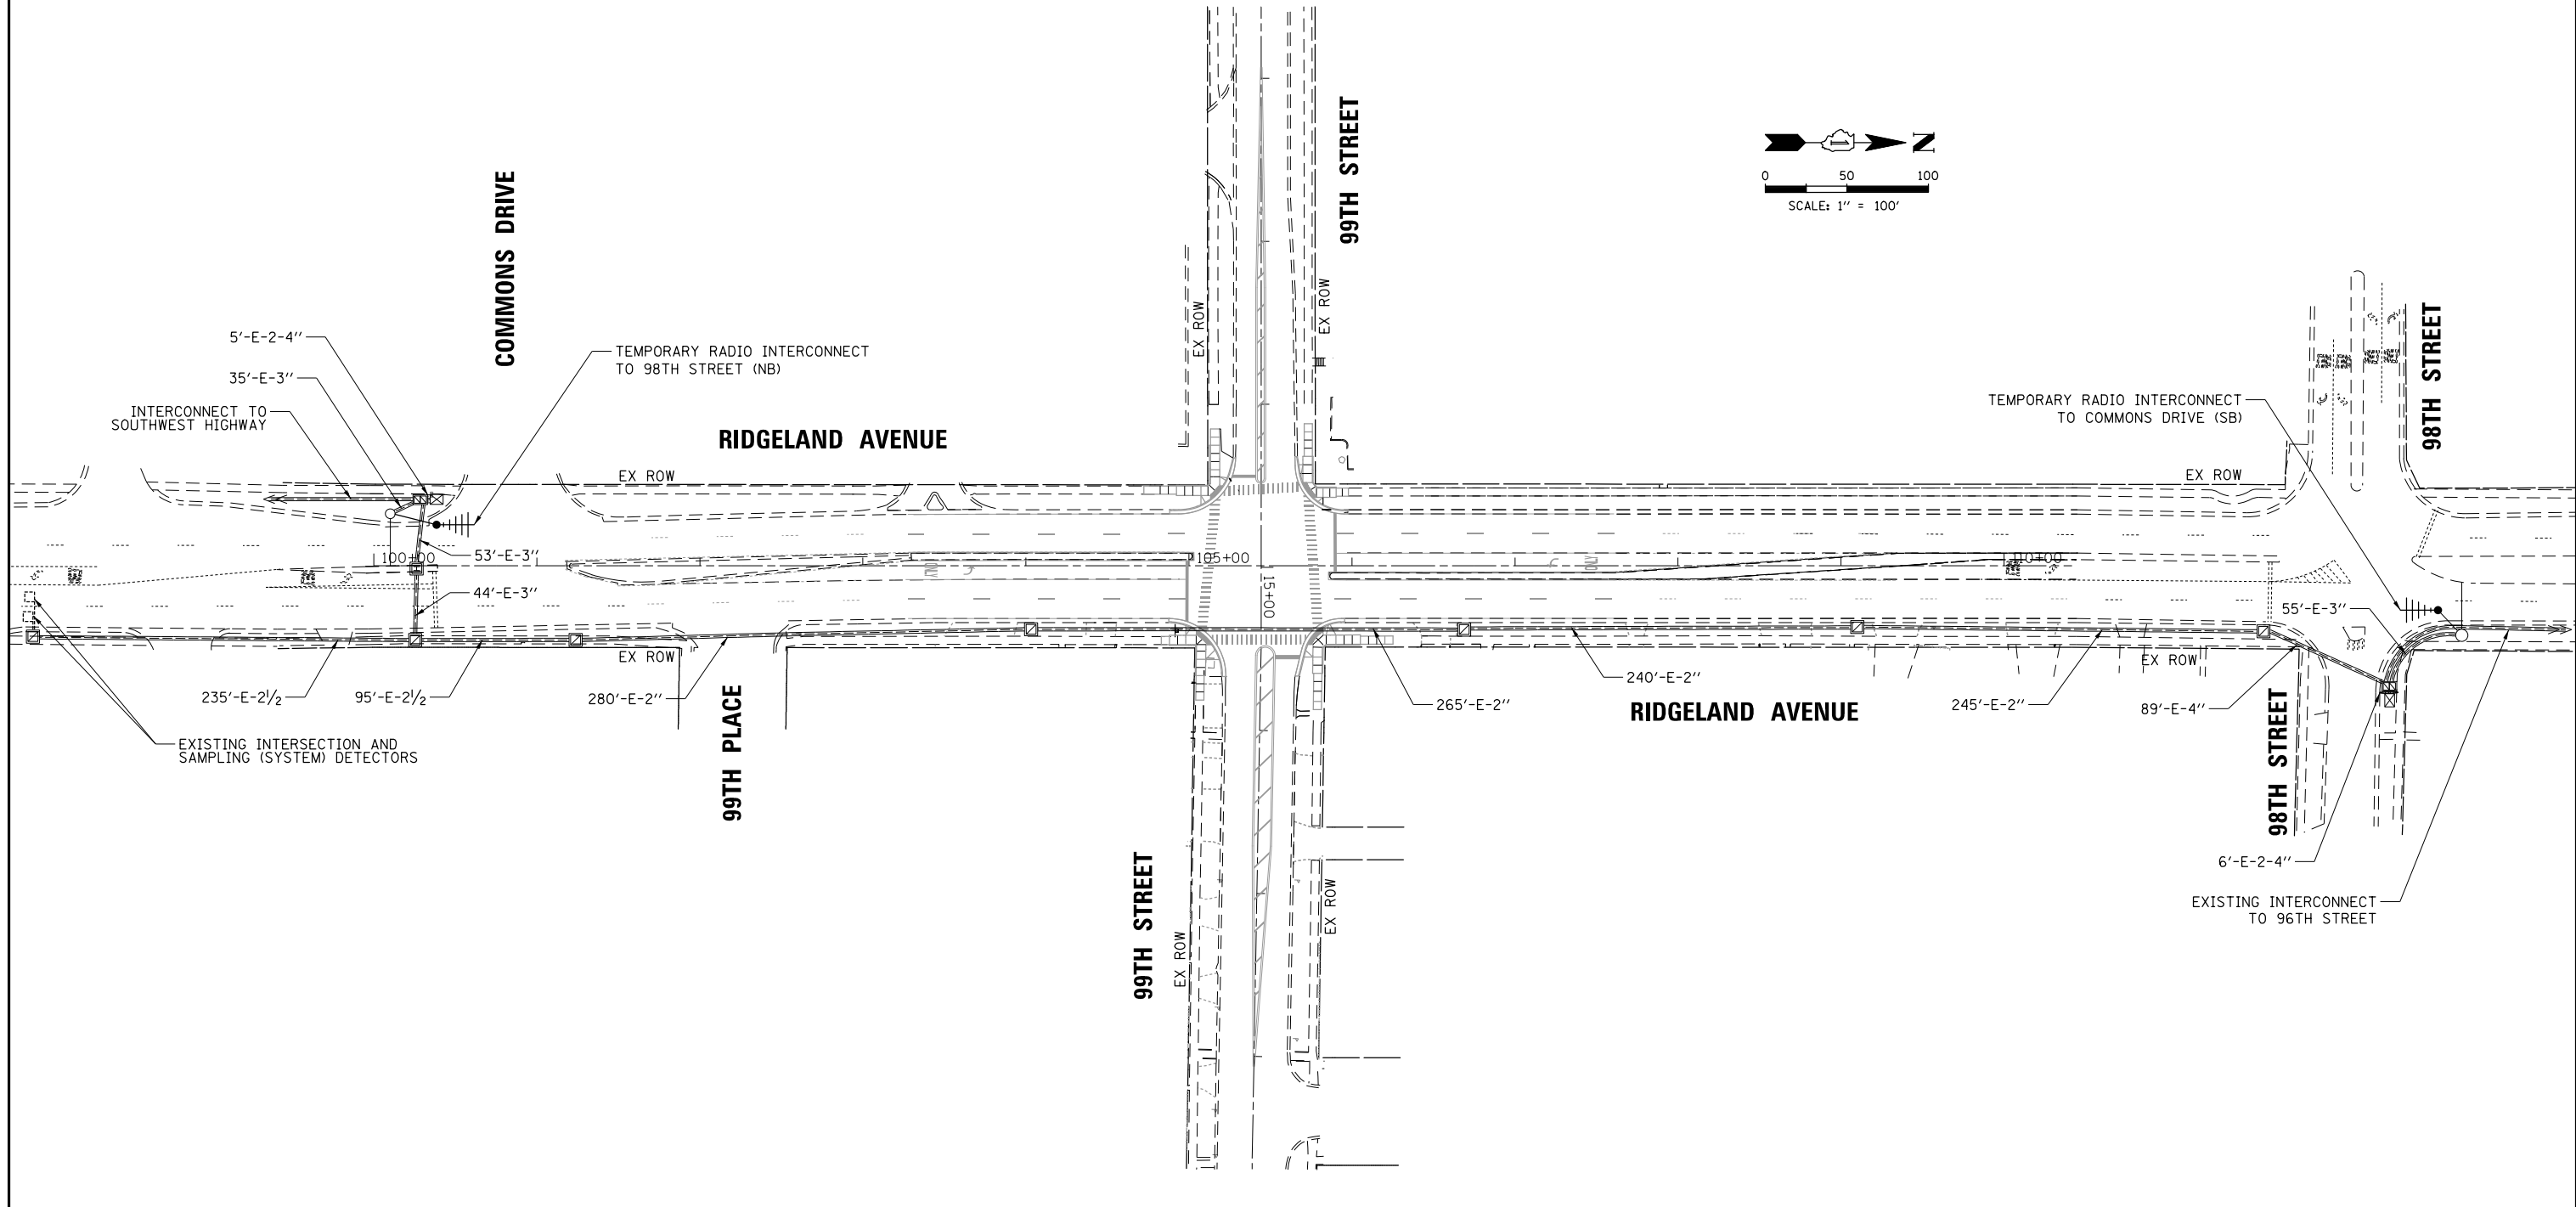 99TH STREET
N
0 50 100
SCALE: 1" = 100'
COMMONS DRIVE
EX ROW
EX ROW
98TH STREET
5'-E-2-4"
35'-E-3"
INTERCONNECT TO
SOUTHWEST HIGHWAY
TEMPORARY RADIO INTERCONNECT
TO 98TH STREET (NB)
RIDGELAND AVENUE
EX ROW
TEMPORARY RADIO INTERCONNECT
TO COMMONS DRIVE (SB)
EX ROW
53'-E-3"
100+00
105+00
110+00
ONLY
ONLY
44'-E-3"
15+00
55'-E-3"
EX ROW
EX ROW
235'-E-2½
95'-E-2½
280'-E-2"
265'-E-2"
240'-E-2"
245'-E-2"
89'-E-4"
RIDGELAND AVENUE
99TH PLACE
98TH STREET
EXISTING INTERSECTION AND
SAMPLING (SYSTEM) DETECTORS
99TH STREET
EX ROW
EX ROW
6'-E-2-4"
EXISTING INTERCONNECT
TO 96TH STREET